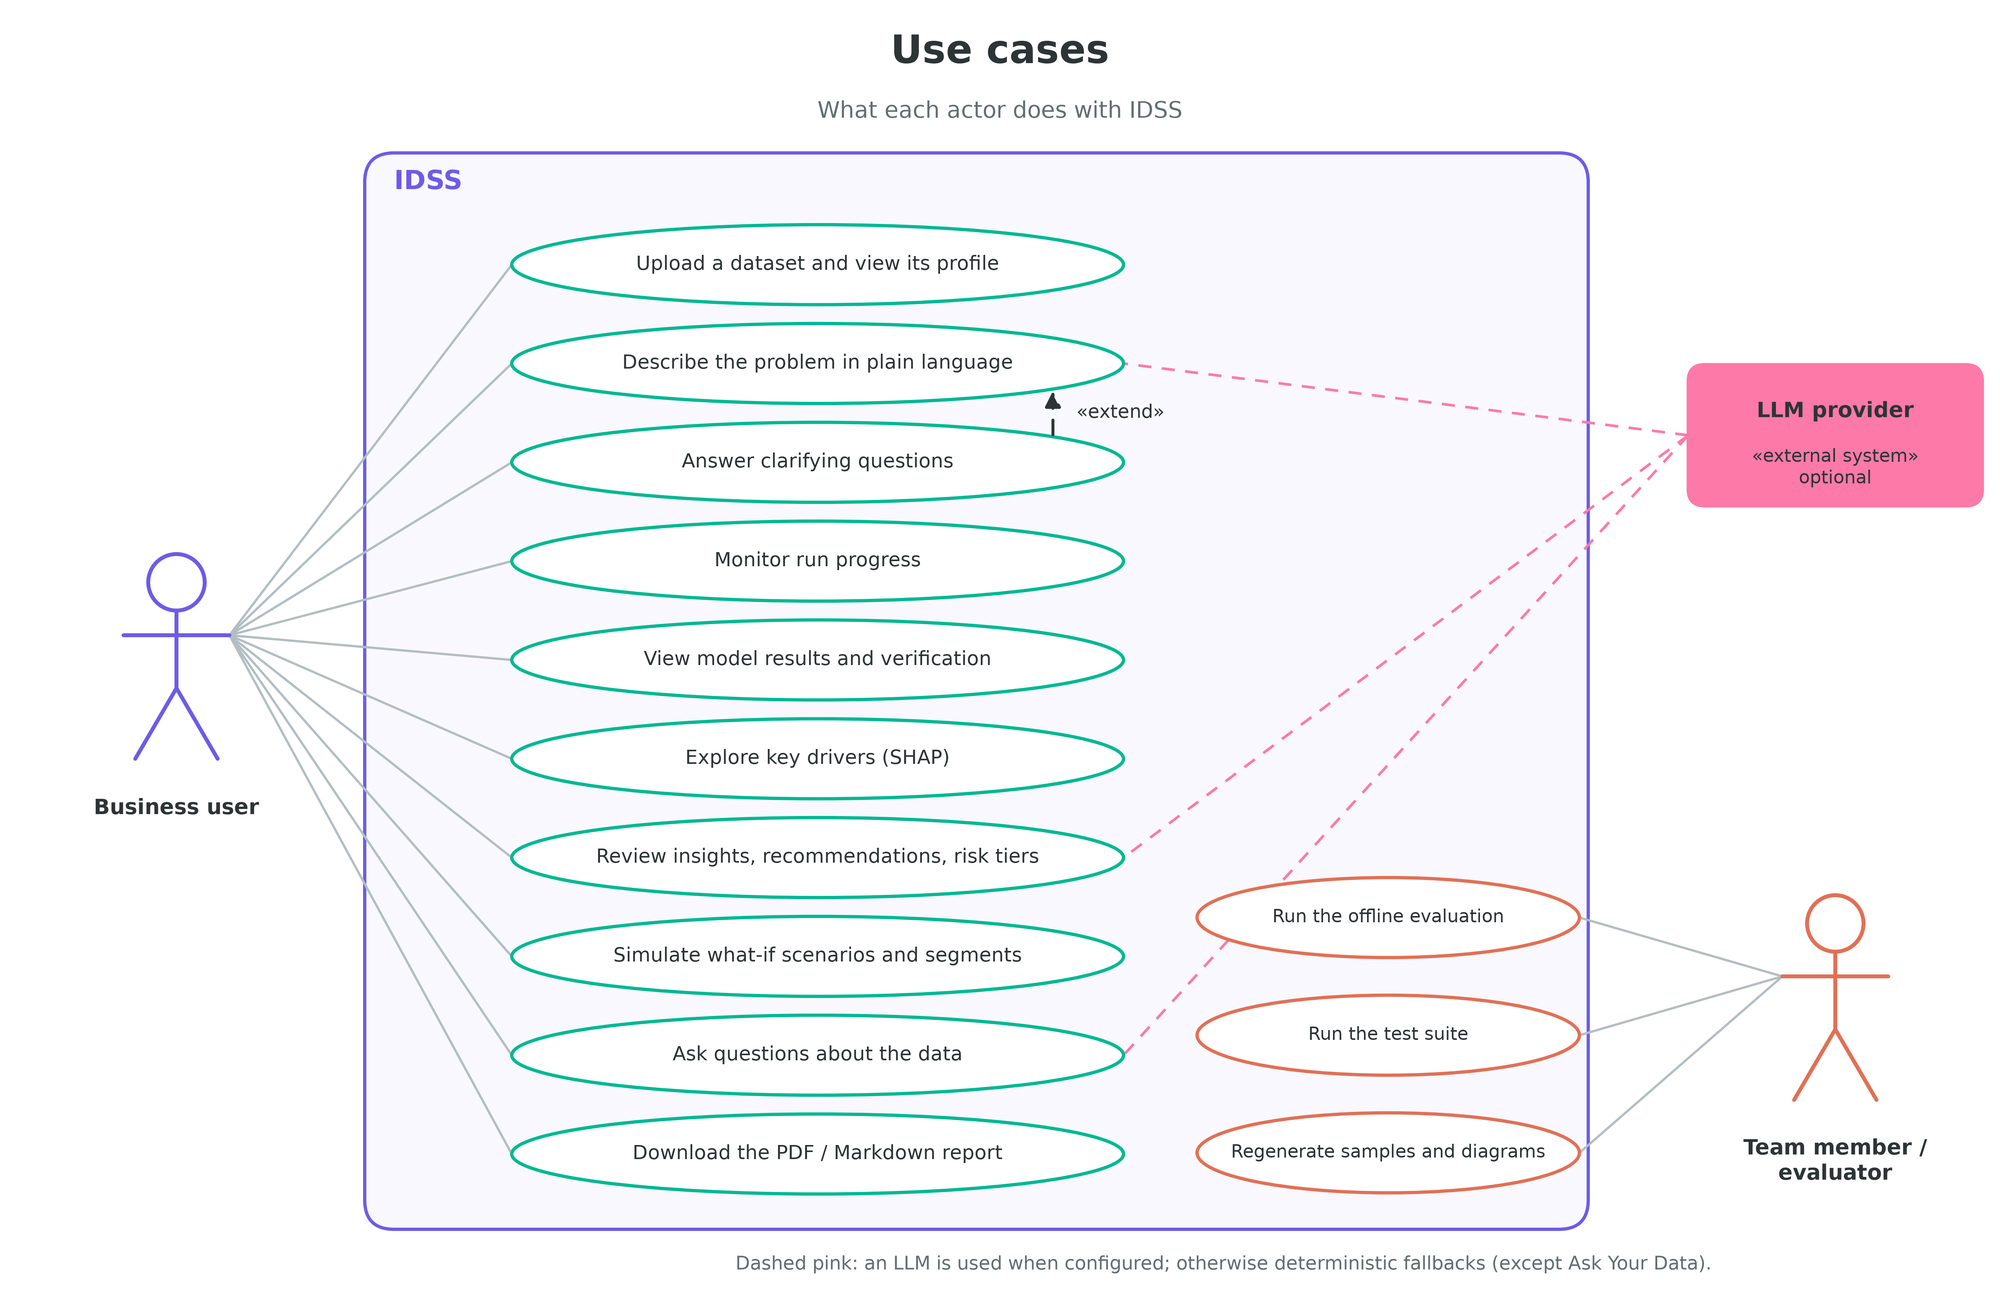 Use cases
What each actor does with IDSS
IDSS
Upload a dataset and view its profile
Describe the problem in plain language
«extend»
Answer clarifying questions
Monitor run progress
View model results and verification
Explore key drivers (SHAP)
Review insights, recommendations, risk tiers
Simulate what-if scenarios and segments
Ask questions about the data
Download the PDF / Markdown report
Business user
LLM provider
«external system»
optional
Run the offline evaluation
Run the test suite
Regenerate samples and diagrams
Team member /
evaluator
Dashed pink: an LLM is used when configured; otherwise deterministic fallbacks (except Ask Your Data).